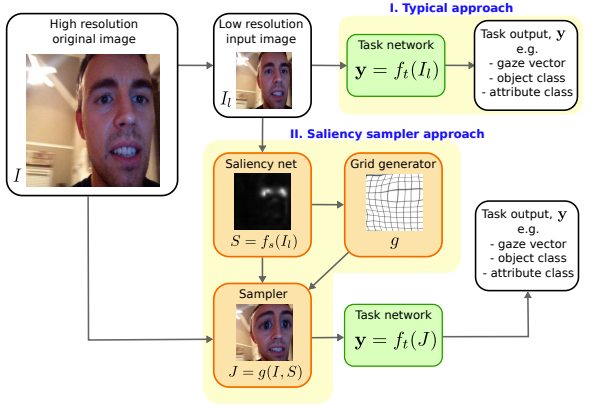 I. Typical approach
High resolution
original image
I
Low resolution
input image
I_l
Task network
y = f_t(I_l)
Task output, y
e.g.
- gaze vector
- object class
- attribute class
II. Saliency sampler approach
Saliency net
S = f_s(I_l)
Grid generator
g
Sampler
J = g(I, S)
Task network
y = f_t(J)
Task output, y
e.g.
- gaze vector
- object class
- attribute class